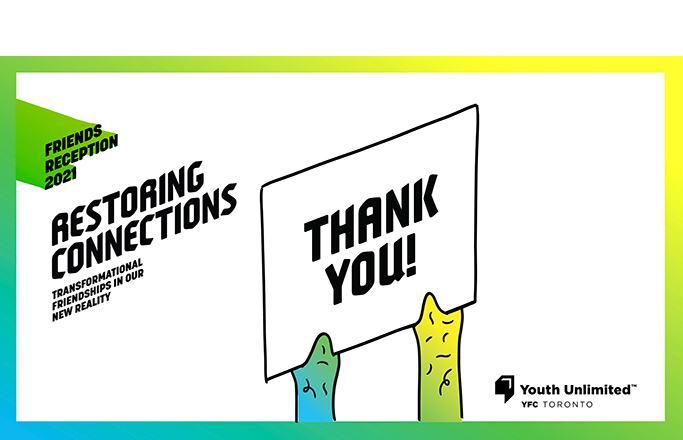 FRIENDS
RECEPTION
2021
RESTORING
CONNECTIONS
TRANSFORMATIONAL
FRIENDSHIPS IN OUR
NEW REALITY
THANK
YOU!
Youth Unlimited™
YFC TORONTO